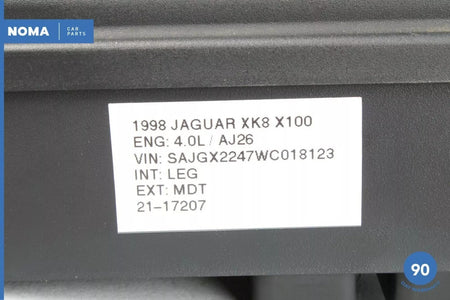 NOMA CAR
PARTS
1998 JAGUAR XK8 X100
ENG: 4.0L / AJ26
VIN: SAJGX2247WC018123
INT: LEG
EXT: MDT
21-17207
90